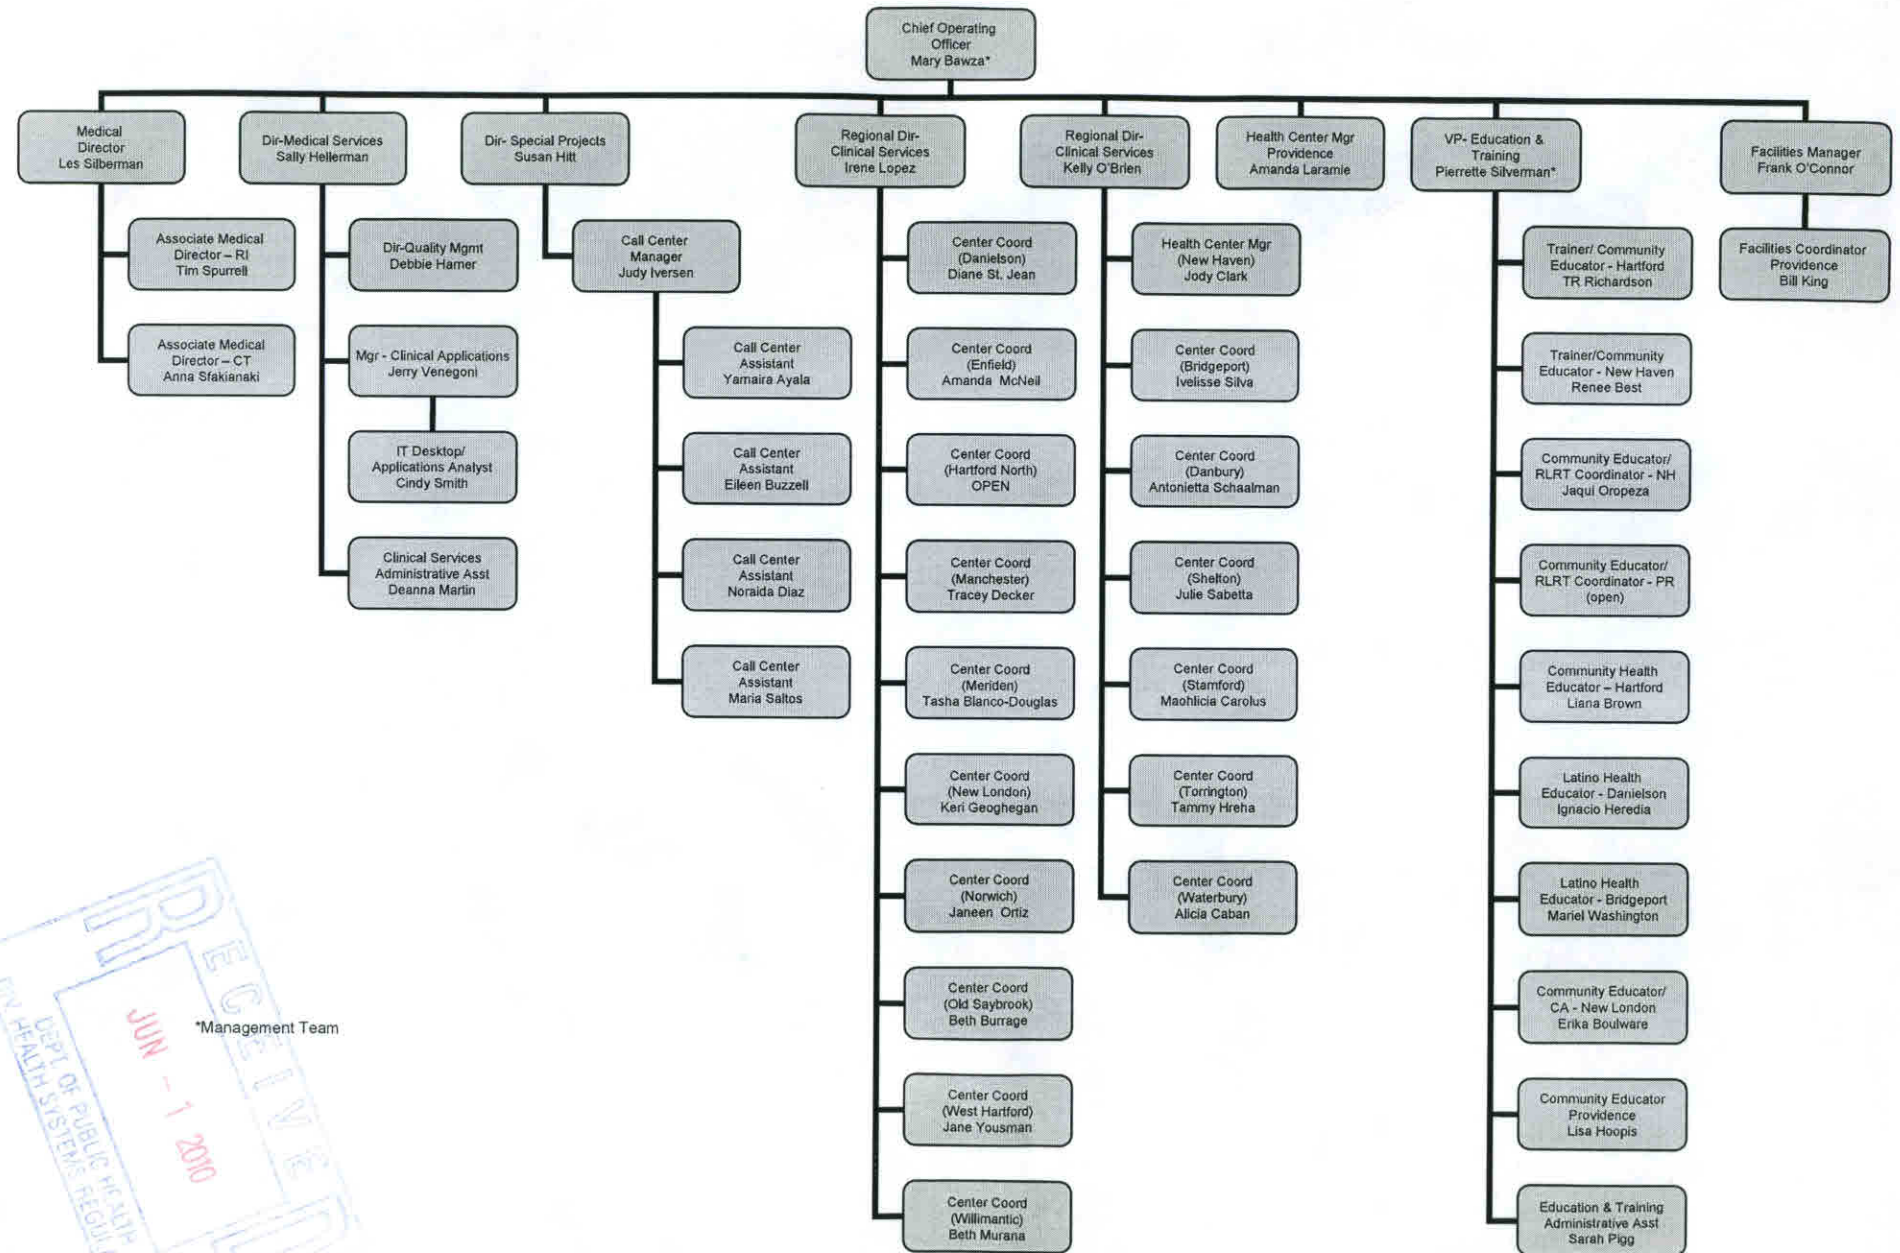 Chief Operating
Officer
Mary Bawza*
Medical
Director
Les Silberman
Dir-Medical Services
Sally Hellerman
Dir- Special Projects
Susan Hitt
Regional Dir-
Clinical Services
Irene Lopez
Regional Dir-
Clinical Services
Kelly O'Brien
Health Center Mgr
Providence
Amanda Laramie
VP- Education &
Training
Pierrette Silverman*
Facilities Manager
Frank O'Connor
Associate Medical
Director – RI
Tim Spurrell
Associate Medical
Director – CT
Anna Sfakianaki
Dir-Quality Mgmt
Debbie Hamer
Mgr - Clinical Applications
Jerry Venegoni
IT Desktop/
Applications Analyst
Cindy Smith
Clinical Services
Administrative Asst
Deanna Martin
Call Center
Manager
Judy Iversen
Call Center
Assistant
Yamaira Ayala
Call Center
Assistant
Eileen Buzzell
Call Center
Assistant
Noraida Diaz
Call Center
Assistant
Maria Saltos
Center Coord
(Danielson)
Diane St. Jean
Center Coord
(Enfield)
Amanda McNeil
Center Coord
(Hartford North)
OPEN
Center Coord
(Manchester)
Tracey Decker
Center Coord
(Meriden)
Tasha Blanco-Douglas
Center Coord
(New London)
Keri Geoghegan
Center Coord
(Norwich)
Janeen Ortiz
Center Coord
(Old Saybrook)
Beth Burrage
Center Coord
(West Hartford)
Jane Yousman
Center Coord
(Willimantic)
Beth Murana
Health Center Mgr
(New Haven)
Jody Clark
Center Coord
(Bridgeport)
Ivelisse Silva
Center Coord
(Danbury)
Antonietta Schaalman
Center Coord
(Shelton)
Julie Sabetta
Center Coord
(Stamford)
Maohlicia Carolus
Center Coord
(Torrington)
Tammy Hreha
Center Coord
(Waterbury)
Alicia Caban
Trainer/ Community
Educator - Hartford
TR Richardson
Trainer/Community
Educator - New Haven
Renee Best
Community Educator/
RLRT Coordinator - NH
Jaqui Oropeza
Community Educator/
RLRT Coordinator - PR
(open)
Community Health
Educator – Hartford
Liana Brown
Latino Health
Educator - Danielson
Ignacio Heredia
Latino Health
Educator - Bridgeport
Mariel Washington
Community Educator/
CA - New London
Erika Boulware
Community Educator
Providence
Lisa Hoopis
Education & Training
Administrative Asst
Sarah Pigg
Facilities Coordinator
Providence
Bill King
*Management Team
RECEIVED
JUN - 1 2010
DEPT. OF PUBLIC HEALTH
HEALTH SYSTEMS